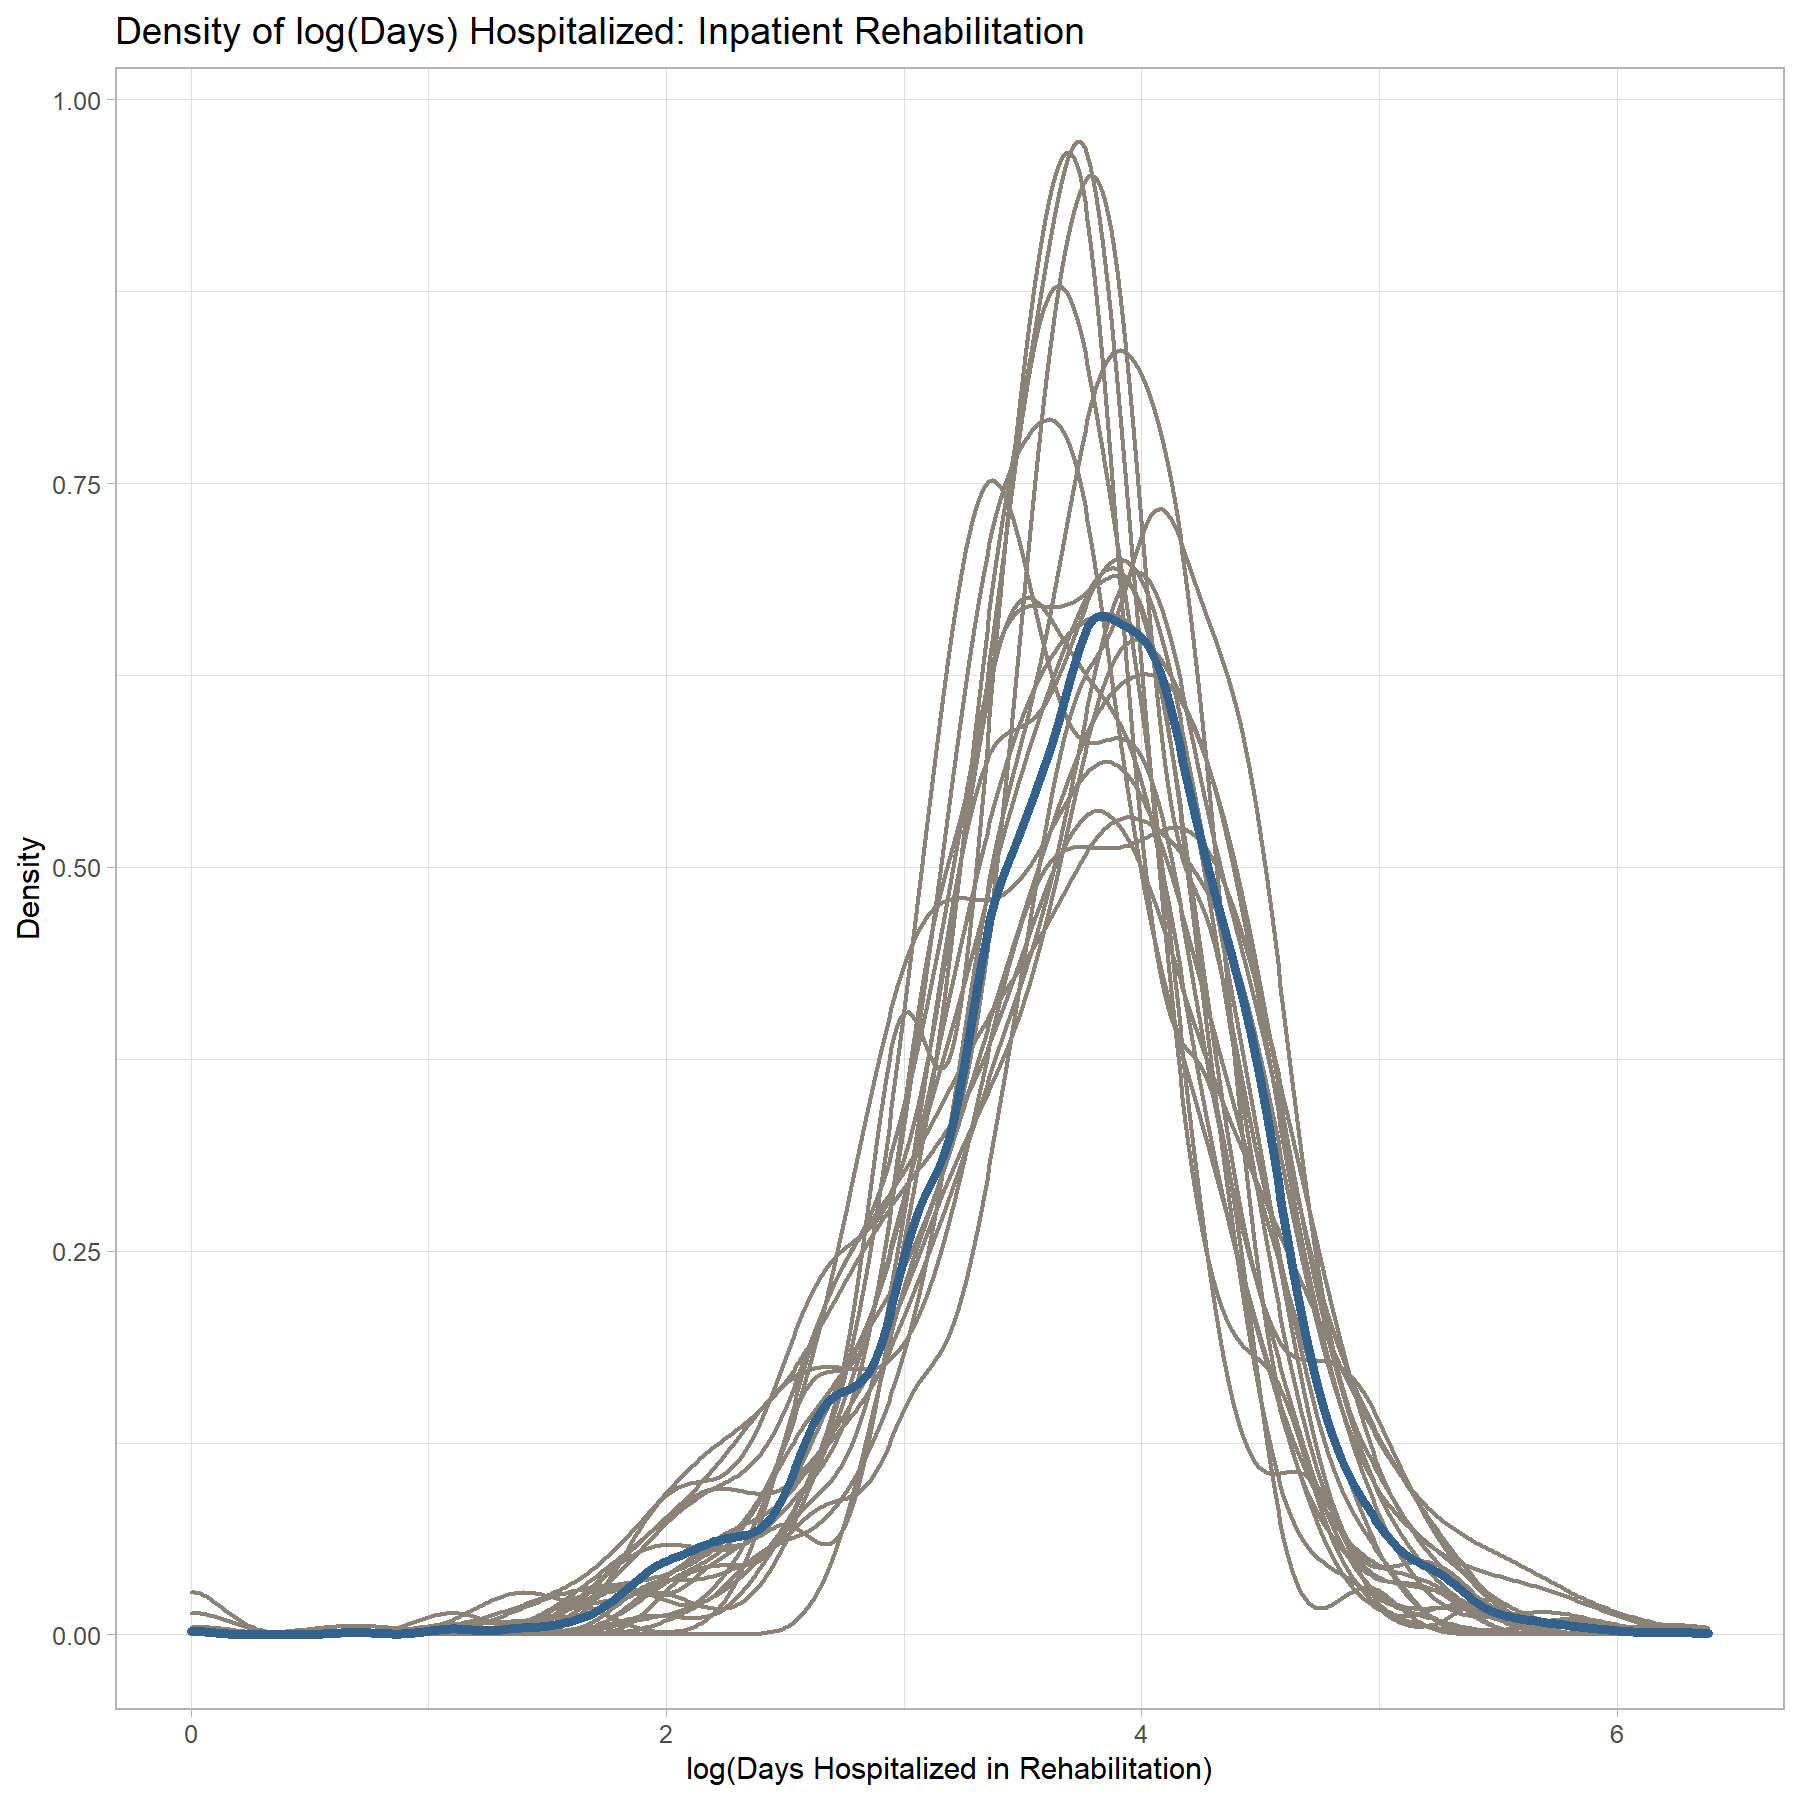 Density of log(Days) Hospitalized: Inpatient Rehabilitation
1.00
0.75
0.50
0.25
0.00
Density
0 2 4 6
log(Days Hospitalized in Rehabilitation)